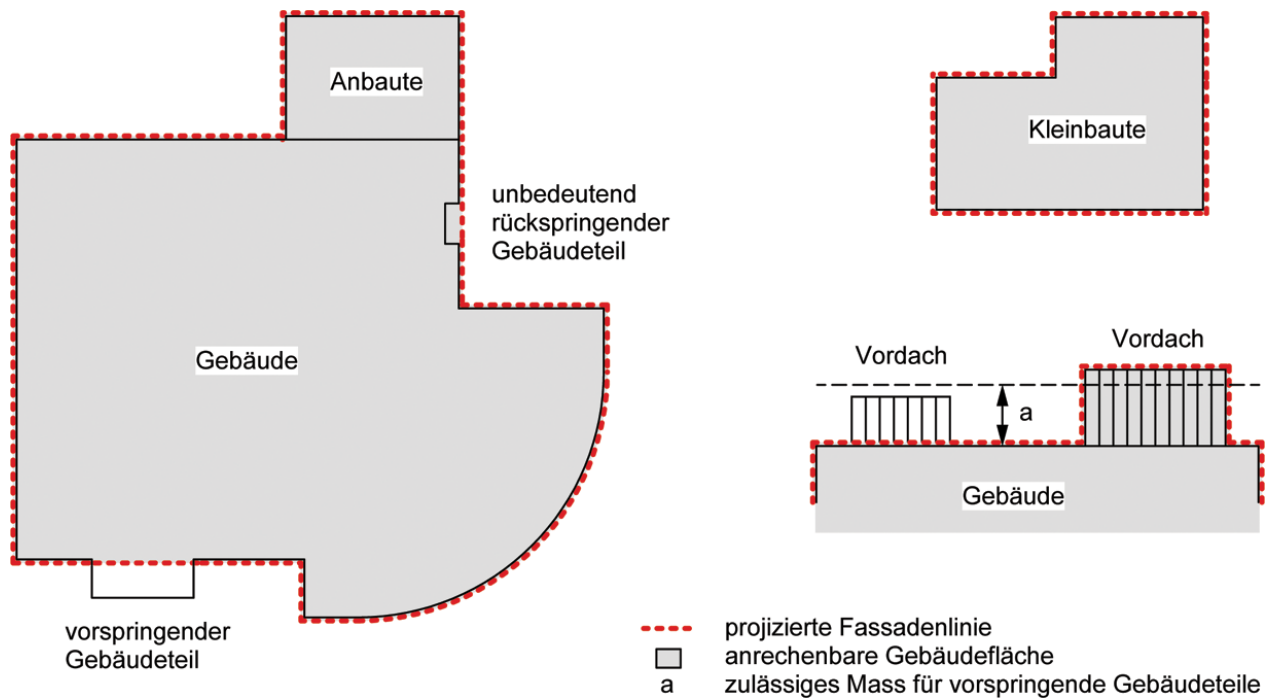 Anbaute
unbedeutend
rückspringender
Gebäudeteil
Gebäude
vorspringender
Gebäudeteil
Kleinbaute
Vordach
Vordach
a
Gebäude
projizierte Fassadenlinie
anrechenbare Gebäudefläche
a zulässiges Mass für vorspringende Gebäudeteile